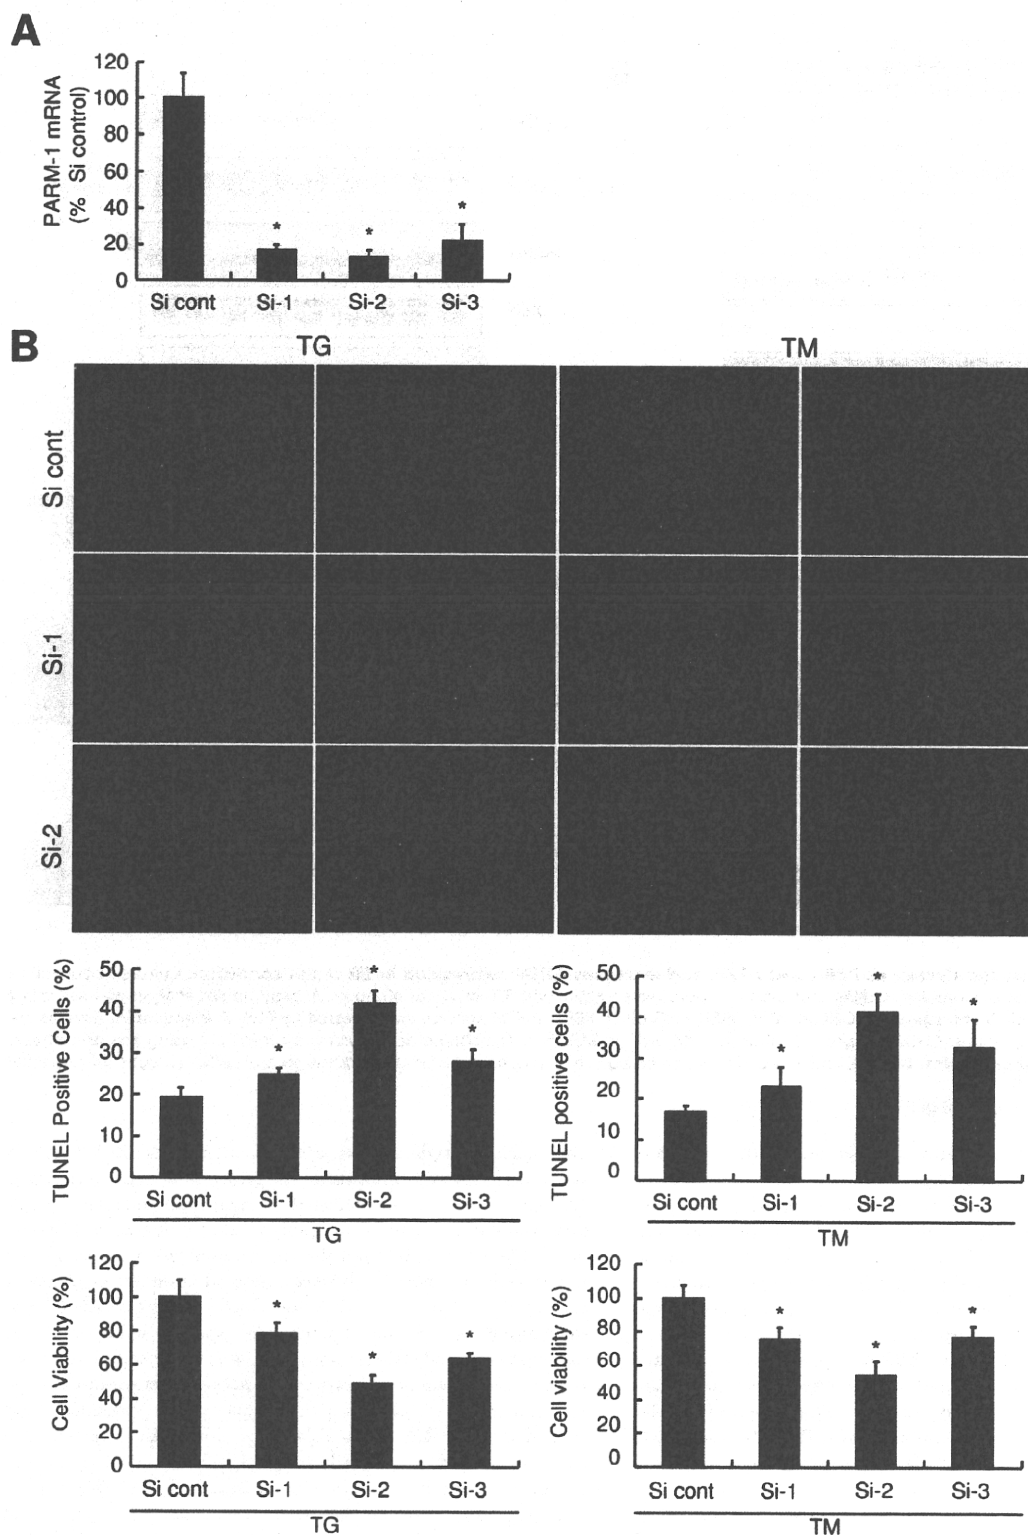 A
PARM-1 mRNA
(% Si control)
120
100
80
60
40
20
0
* * *
Si cont Si-1 Si-2 Si-3
B
TG TM
Si cont
Si-1
Si-2
TUNEL Positive Cells (%)
50
40
30
20
10
0
* * *
Si cont Si-1 Si-2 Si-3
TG
TUNEL positive cells (%)
50
40
30
20
10
0
* * *
Si cont Si-1 Si-2 Si-3
TM
Cell Viability (%)
120
100
80
60
40
20
0
* * *
Si cont Si-1 Si-2 Si-3
TG
Cell viability (%)
120
100
80
60
40
20
0
* * *
Si cont Si-1 Si-2 Si-3
TM